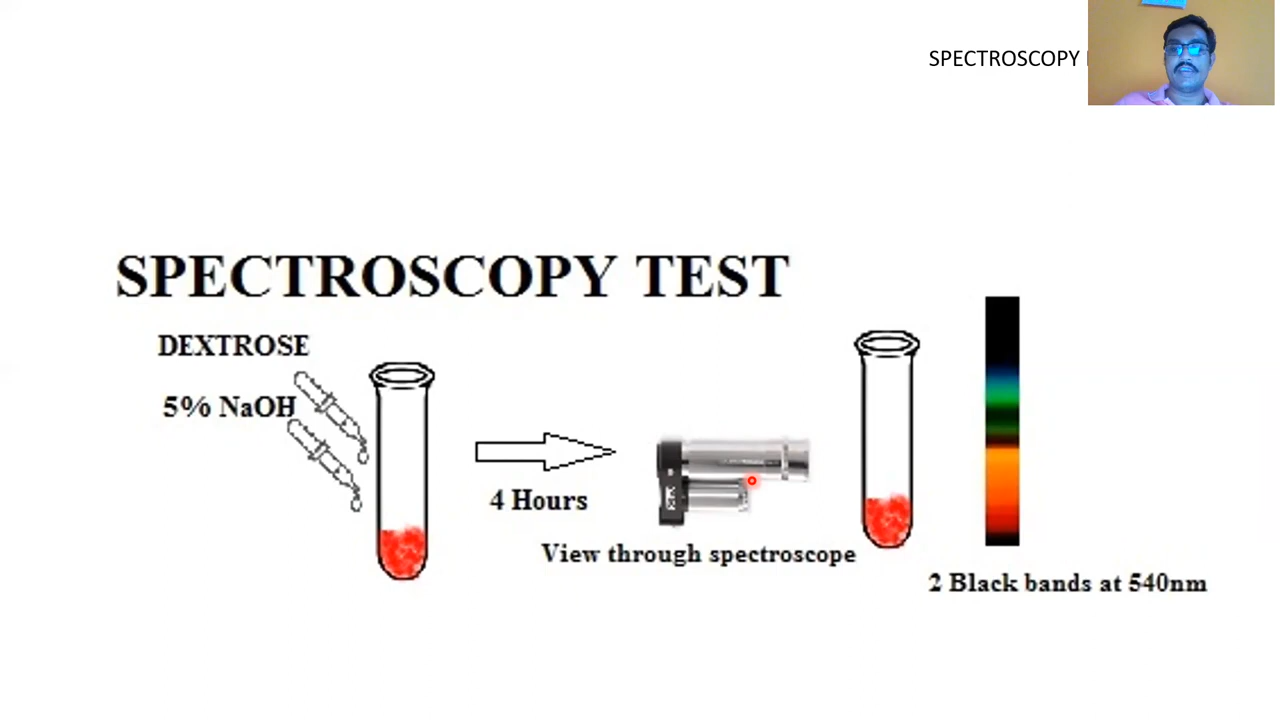 SPECTROSCOPY
SPECTROSCOPY TEST
DEXTROSE
5% NaOH
4 Hours
View through spectroscope
2 Black bands at 540nm